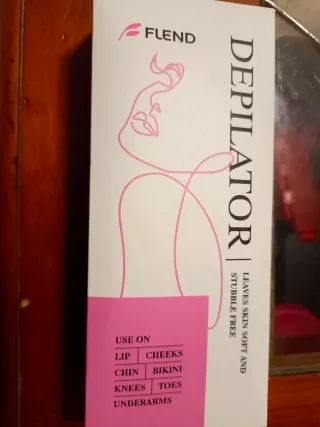 FLEND
DEPILATOR
LEAVES SKIN SOFT AND
STUBBLE FREE
USE ON
LIP CHEEKS
CHIN BIKINI
KNEES TOES
UNDERARMS